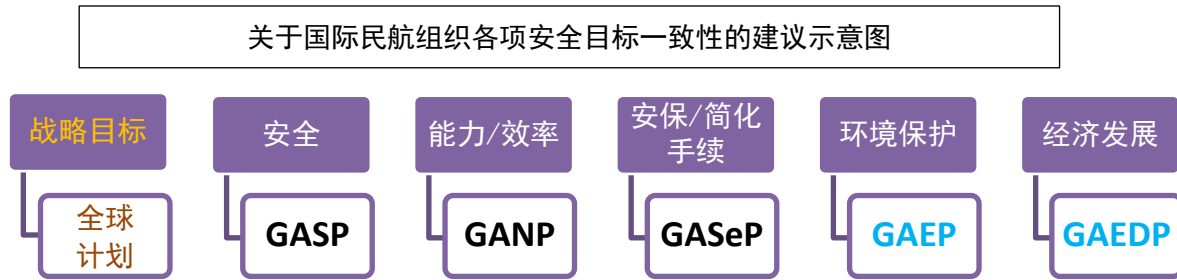 关于国际民航组织各项安全目标一致性的建议示意图
战略目标
安全
能力/效率
安保/简化
手续
环境保护
经济发展
全球
计划
GASP
GANP
GASeP
GAEP
GAEDP